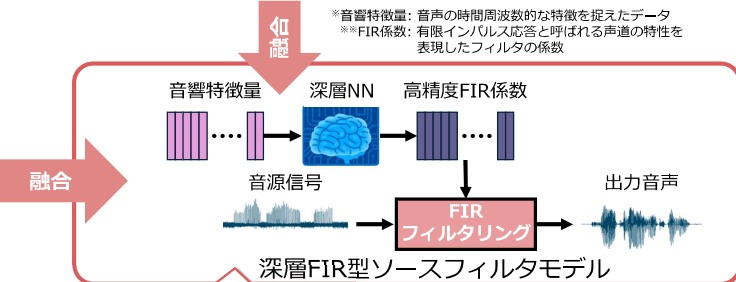 ※音響特徴量: 音声の時間周波数的な特徴を捉えたデータ
※※FIR係数: 有限インパルス応答と呼ばれる声道の特性を
表現したフィルタの係数
融合
音響特徴量
深層NN
高精度FIR係数
融合
音源信号
FIR
フィルタリング
出力音声
深層FIR型ソースフィルタモデル